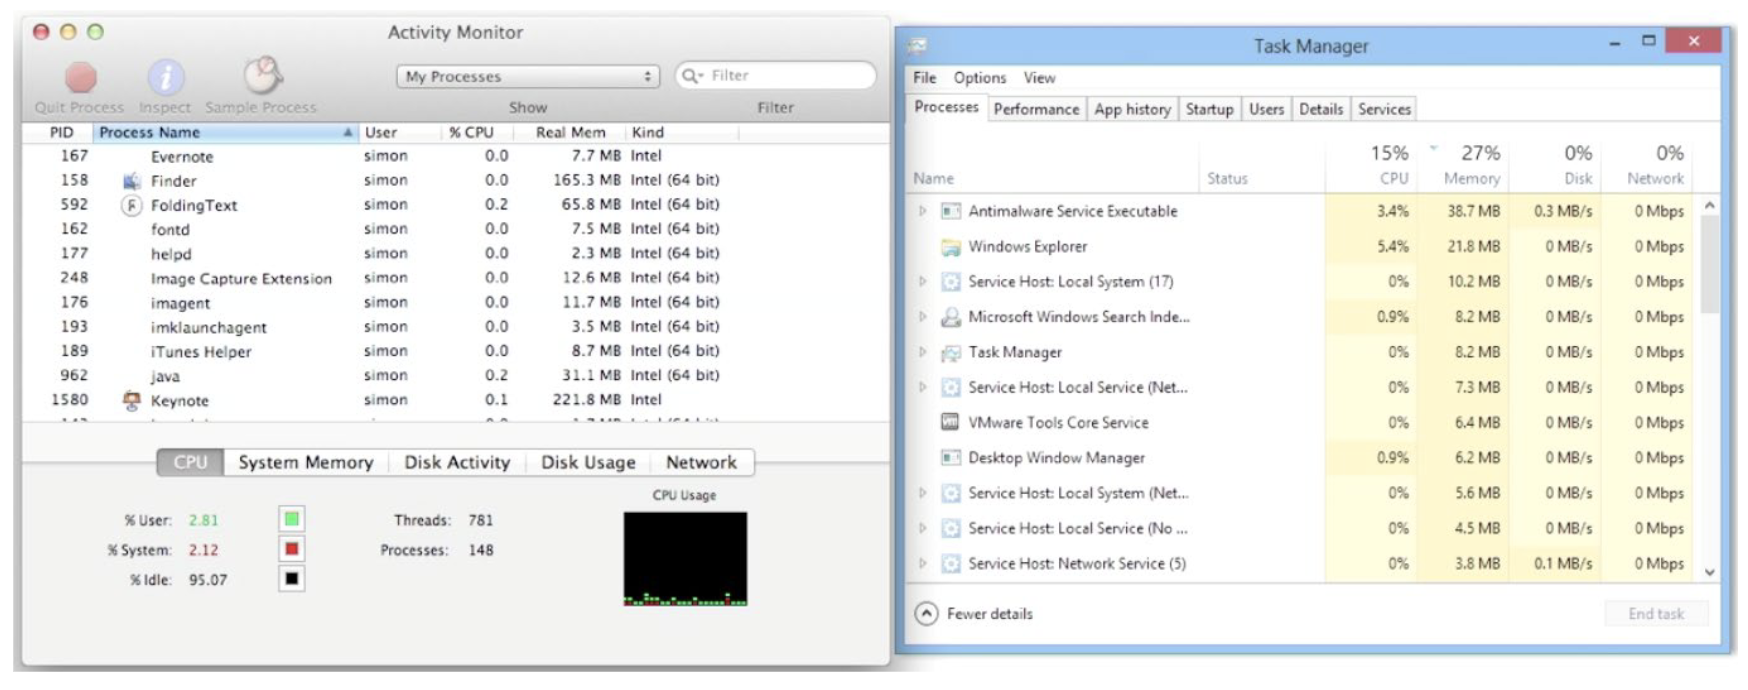 Activity Monitor
My Processes
Filter
Quit Process Inspect Sample Process Show Filter
PID Process Name User % CPU Real Mem Kind
167 Evernote simon 0.0 7.7 MB Intel
158 Finder simon 0.0 165.3 MB Intel (64 bit)
592 FoldingText simon 0.2 65.8 MB Intel (64 bit)
162 fontd simon 0.0 7.5 MB Intel (64 bit)
177 helpd simon 0.0 2.3 MB Intel (64 bit)
248 Image Capture Extension simon 0.0 12.6 MB Intel (64 bit)
176 imagent simon 0.0 11.7 MB Intel (64 bit)
193 imklaunchagent simon 0.0 3.5 MB Intel (64 bit)
189 iTunes Helper simon 0.0 8.7 MB Intel (64 bit)
962 java simon 0.2 31.1 MB Intel (64 bit)
1580 Keynote simon 0.1 221.8 MB Intel
CPU System Memory Disk Activity Disk Usage Network
CPU Usage
% User: 2.81 Threads: 781
% System: 2.12 Processes: 148
% Idle: 95.07
Task Manager
File Options View
Processes Performance App history Startup Users Details Services
15% 27% 0% 0%
Name Status CPU Memory Disk Network
Antimalware Service Executable 3.4% 38.7 MB 0.3 MB/s 0 Mbps
Windows Explorer 5.4% 21.8 MB 0 MB/s 0 Mbps
Service Host: Local System (17) 0% 10.2 MB 0 MB/s 0 Mbps
Microsoft Windows Search Inde... 0.9% 8.2 MB 0 MB/s 0 Mbps
Task Manager 0% 8.2 MB 0 MB/s 0 Mbps
Service Host: Local Service (Net... 0% 7.3 MB 0 MB/s 0 Mbps
VMware Tools Core Service 0% 6.4 MB 0 MB/s 0 Mbps
Desktop Window Manager 0.9% 6.2 MB 0 MB/s 0 Mbps
Service Host: Local System (Net... 0% 5.6 MB 0 MB/s 0 Mbps
Service Host: Local Service (No ... 0% 4.5 MB 0 MB/s 0 Mbps
Service Host: Network Service (5) 0% 3.8 MB 0.1 MB/s 0 Mbps
Fewer details
End task